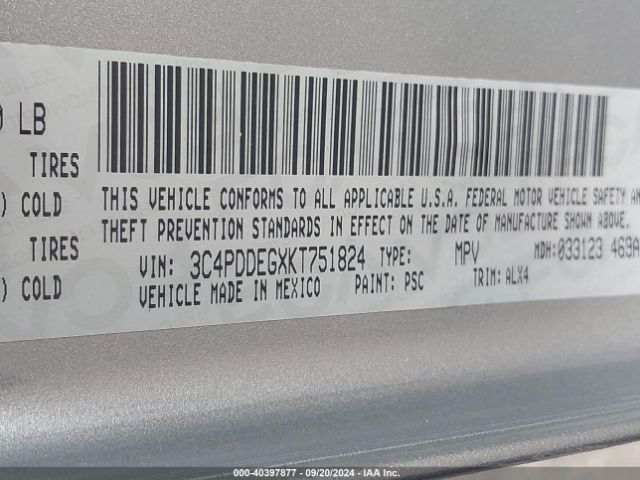 LB
TIRES
) COLD
TIRES
) COLD
THIS VEHICLE CONFORMS TO ALL APPLICABLE U.S.A. FEDERAL MOTOR VEHICLE SAFETY AN
THEFT PREVENTION STANDARDS IN EFFECT ON THE DATE OF MANUFACTURE SHOWN ABOVE.
VIN: 3C4PDDEGXKT751824 TYPE: MPV MDH:033123 469A
VEHICLE MADE IN MEXICO PAINT: PSC TRIM: ALX4
000-40397877 - 09/20/2024 - IAA Inc.